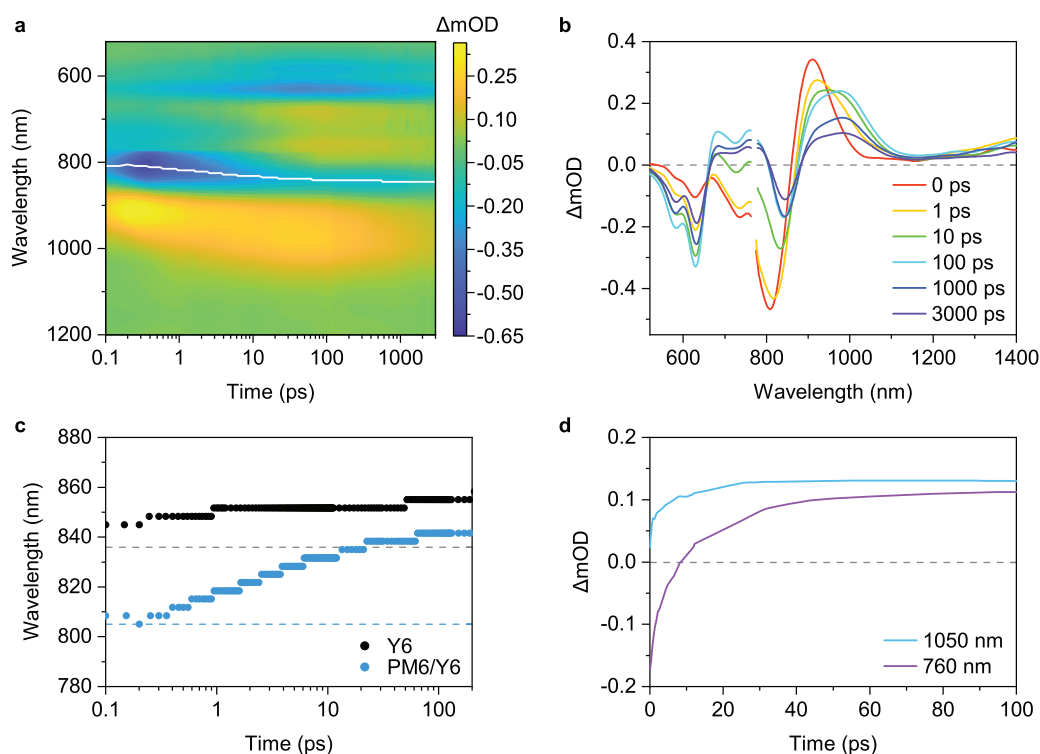 a
ΔmOD
600
800
1000
1200
Wavelength (nm)
0.1
1
10
100
1000
Time (ps)
0.25
0.10
-0.05
-0.20
-0.35
-0.50
-0.65
b
0.4
0.2
0.0
-0.2
-0.4
ΔmOD
0 ps
1 ps
10 ps
100 ps
1000 ps
3000 ps
600
800
1000
1200
1400
Wavelength (nm)
c
880
860
840
820
800
780
Wavelength (nm)
Y6
PM6/Y6
0.1
1
10
100
Time (ps)
d
0.2
0.1
0.0
-0.1
-0.2
ΔmOD
1050 nm
760 nm
0
20
40
60
80
100
Time (ps)